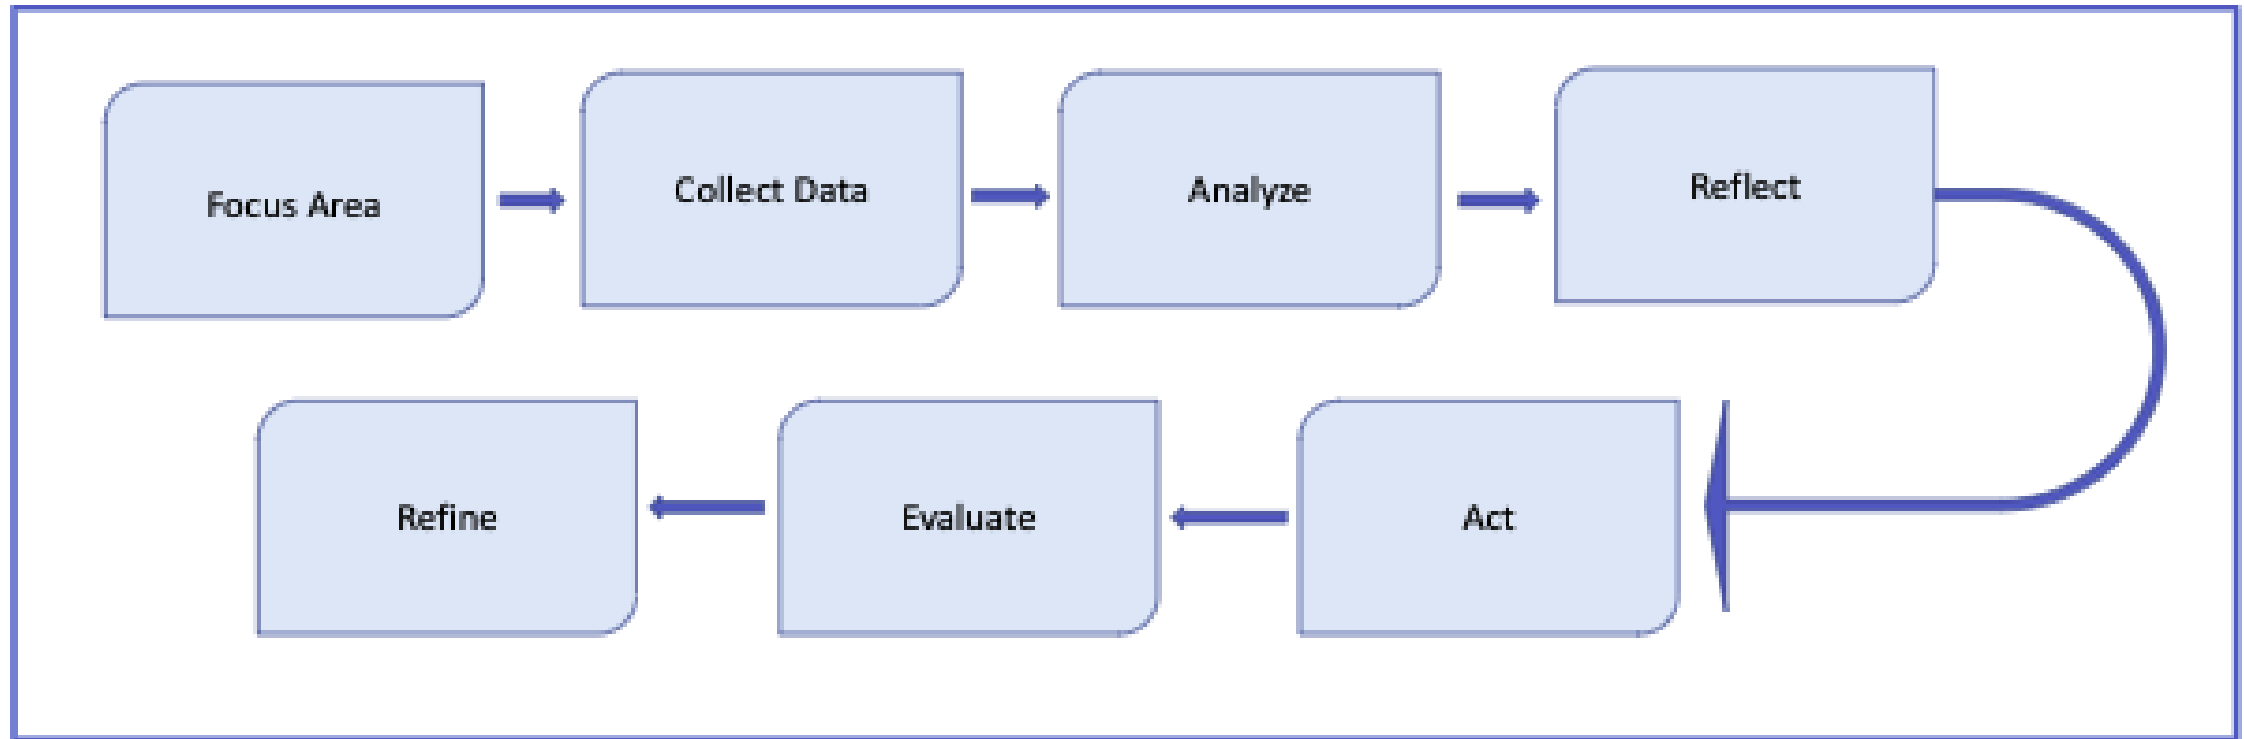 Focus Area
Collect Data
Analyze
Reflect
Act
Evaluate
Refine